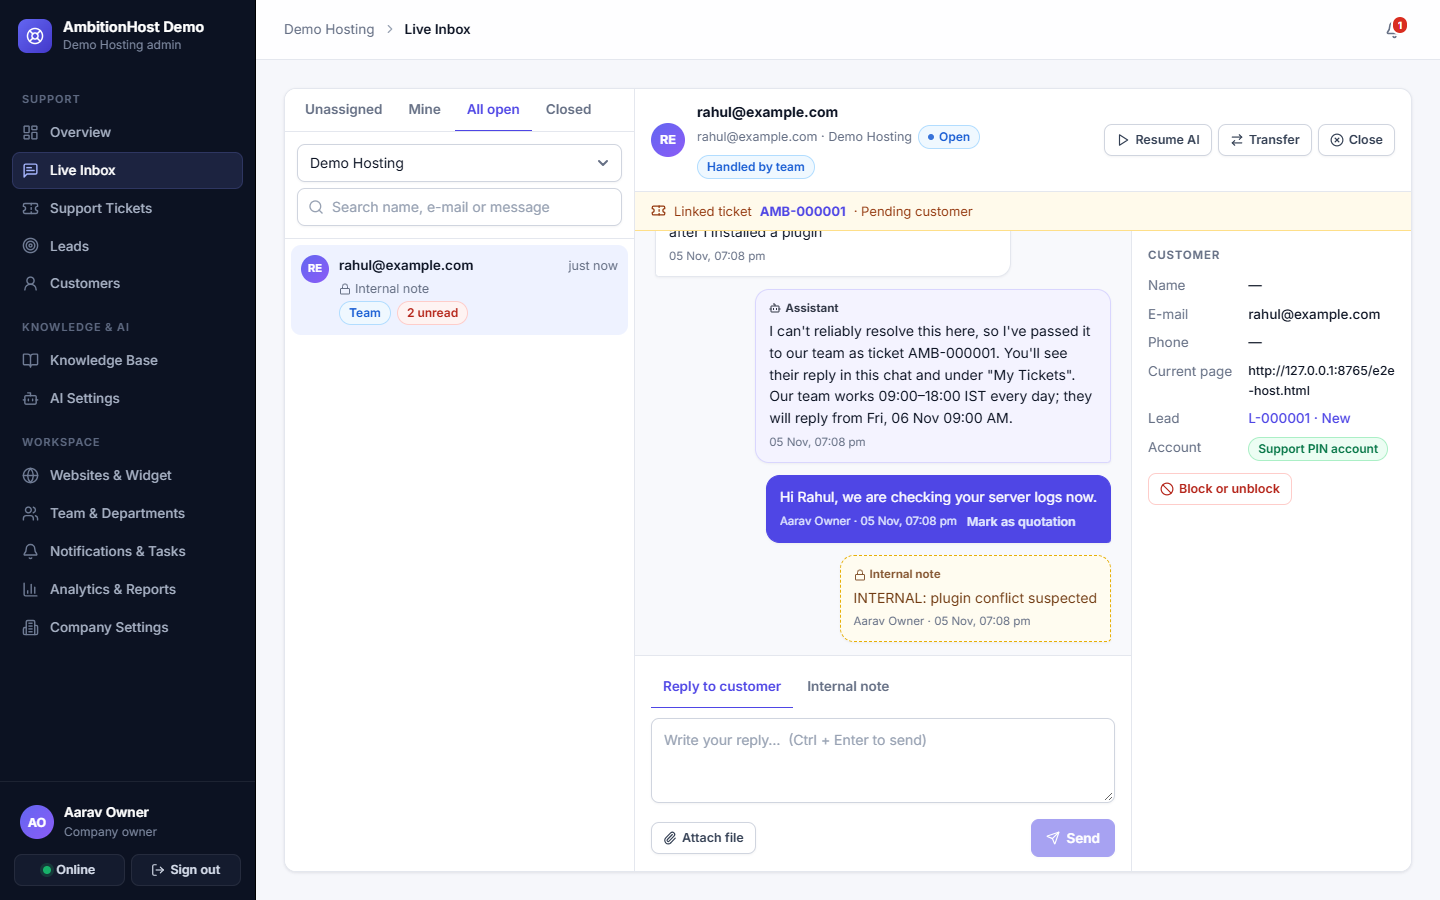 AmbitionHost Demo
Demo Hosting admin
SUPPORT
Overview
Live Inbox
Support Tickets
Leads
Customers
KNOWLEDGE & AI
Knowledge Base
AI Settings
WORKSPACE
Websites & Widget
Team & Departments
Notifications & Tasks
Analytics & Reports
Company Settings
AO
Aarav Owner
Company owner
Online
Sign out
Demo Hosting > Live Inbox
1
Unassigned Mine All open Closed
Demo Hosting
Search name, e-mail or message
RE
rahul@example.com just now
Internal note
Team 2 unread
RE
rahul@example.com
rahul@example.com · Demo Hosting Open
Handled by team
Resume AI Transfer Close
Linked ticket AMB-000001 · Pending customer
after I installed a plugin
05 Nov, 07:08 pm
Assistant
I can't reliably resolve this here, so I've passed it
to our team as ticket AMB-000001. You'll see
their reply in this chat and under "My Tickets".
Our team works 09:00–18:00 IST every day; they
will reply from Fri, 06 Nov 09:00 AM.
05 Nov, 07:08 pm
Hi Rahul, we are checking your server logs now.
Aarav Owner · 05 Nov, 07:08 pm Mark as quotation
Internal note
INTERNAL: plugin conflict suspected
Aarav Owner · 05 Nov, 07:08 pm
Reply to customer Internal note
Write your reply... (Ctrl + Enter to send)
Attach file
Send
CUSTOMER
Name —
E-mail rahul@example.com
Phone —
Current page http://127.0.0.1:8765/e2e
-host.html
Lead L-000001 · New
Account Support PIN account
Block or unblock